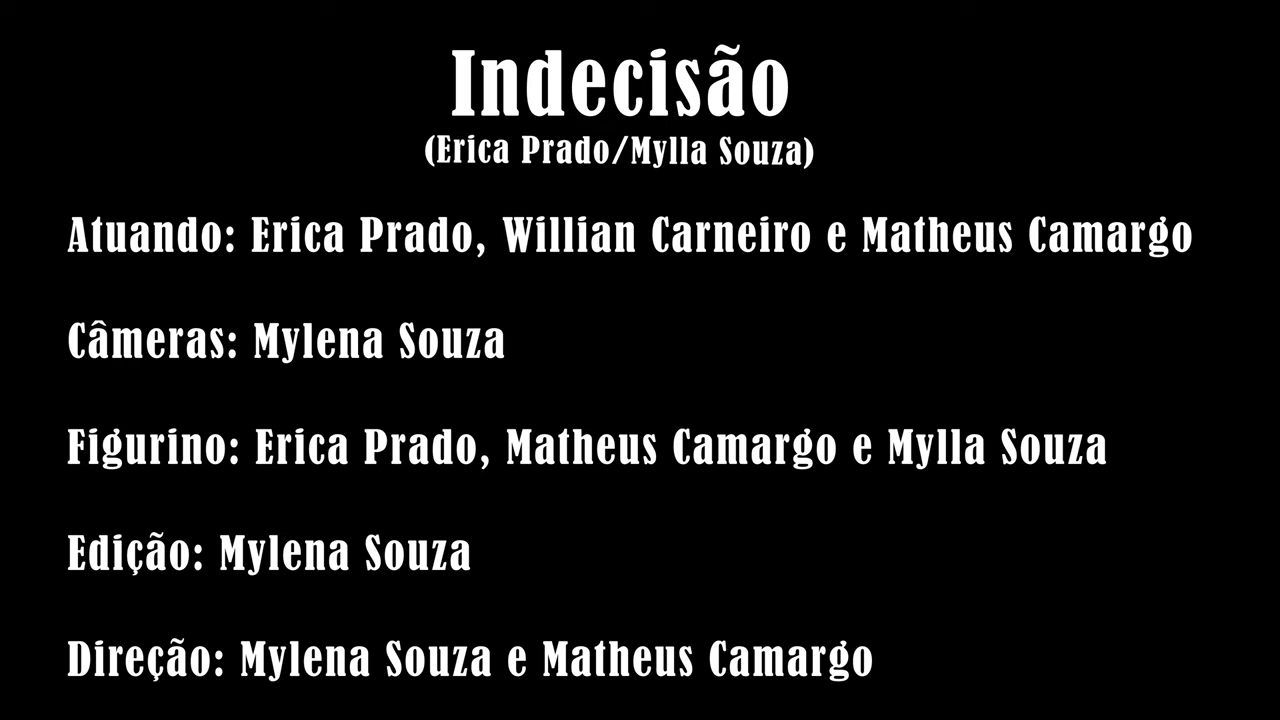 Indecisão
(Erica Prado/Mylla Souza)
Atuando: Erica Prado, Willian Carneiro e Matheus Camargo
Câmeras: Mylena Souza
Figurino: Erica Prado, Matheus Camargo e Mylla Souza
Edição: Mylena Souza
Direção: Mylena Souza e Matheus Camargo